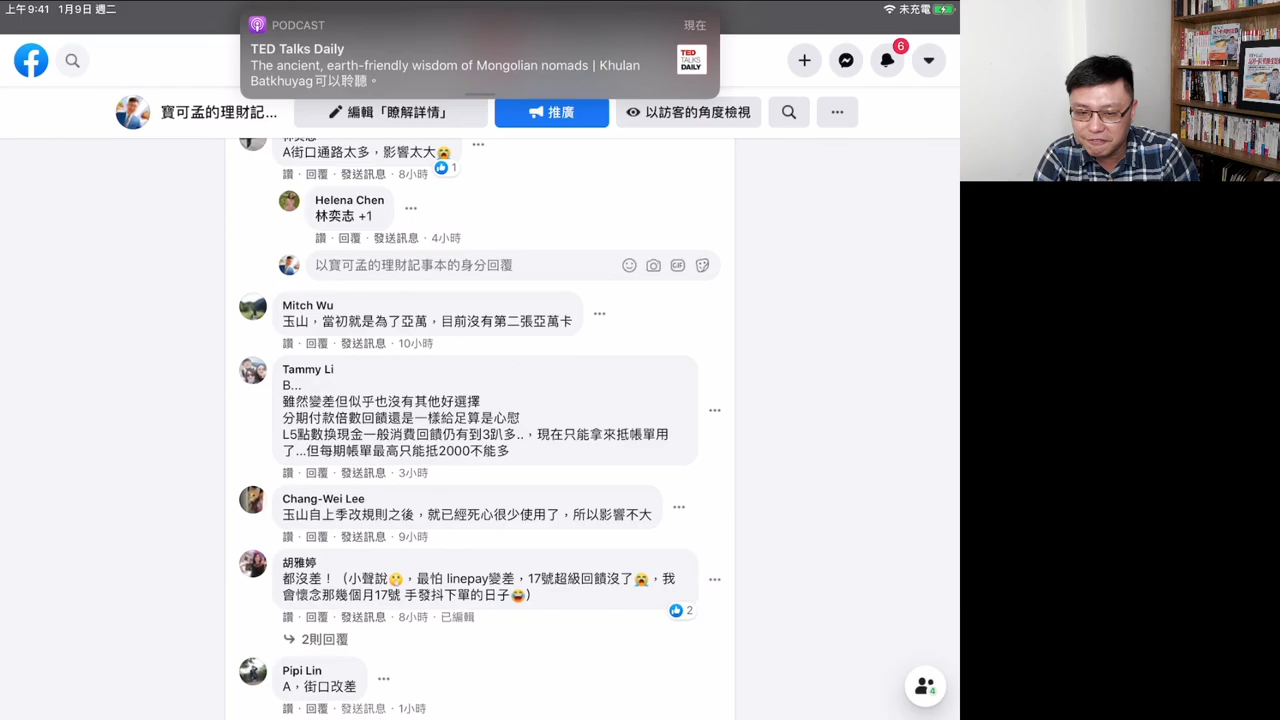 上午9:41 1月9日 週二
未充電
PODCAST
現在
TED Talks Daily
The ancient, earth-friendly wisdom of Mongolian nomads | Khulan
Batkhuyag可以聆聽。
TED
TALKS
DAILY
6
寶可孟的理財記...
編輯「瞭解詳情」
推廣
以訪客的角度檢視
A街口通路太多，影響太大😭
1
讚 · 回覆 · 發送訊息 · 8小時
Helena Chen
林奕志 +1
讚 · 回覆 · 發送訊息 · 4小時
以寶可孟的理財記事本的身分回覆
GIF
Mitch Wu
玉山，當初就是為了亞萬，目前沒有第二張亞萬卡
讚 · 回覆 · 發送訊息 · 10小時
Tammy Li
B...
雖然變差但似乎也沒有其他好選擇
分期付款倍數回饋還是一樣給足算是心慰
L5點數換現金一般消費回饋仍有到3趴多..，現在只能拿來抵帳單用
了...但每期帳單最高只能抵2000不能多
讚 · 回覆 · 發送訊息 · 3小時
Chang-Wei Lee
玉山自上季改規則之後，就已經死心很少使用了，所以影響不大
讚 · 回覆 · 發送訊息 · 9小時
胡雅婷
都沒差！（小聲說🤫，最怕 linepay變差，17號超級回饋沒了😭，我
會懷念那幾個月17號 手發抖下單的日子😂）
2
讚 · 回覆 · 發送訊息 · 8小時 · 已編輯
2則回覆
Pipi Lin
A，街口改差
讚 · 回覆 · 發送訊息 · 1小時
4